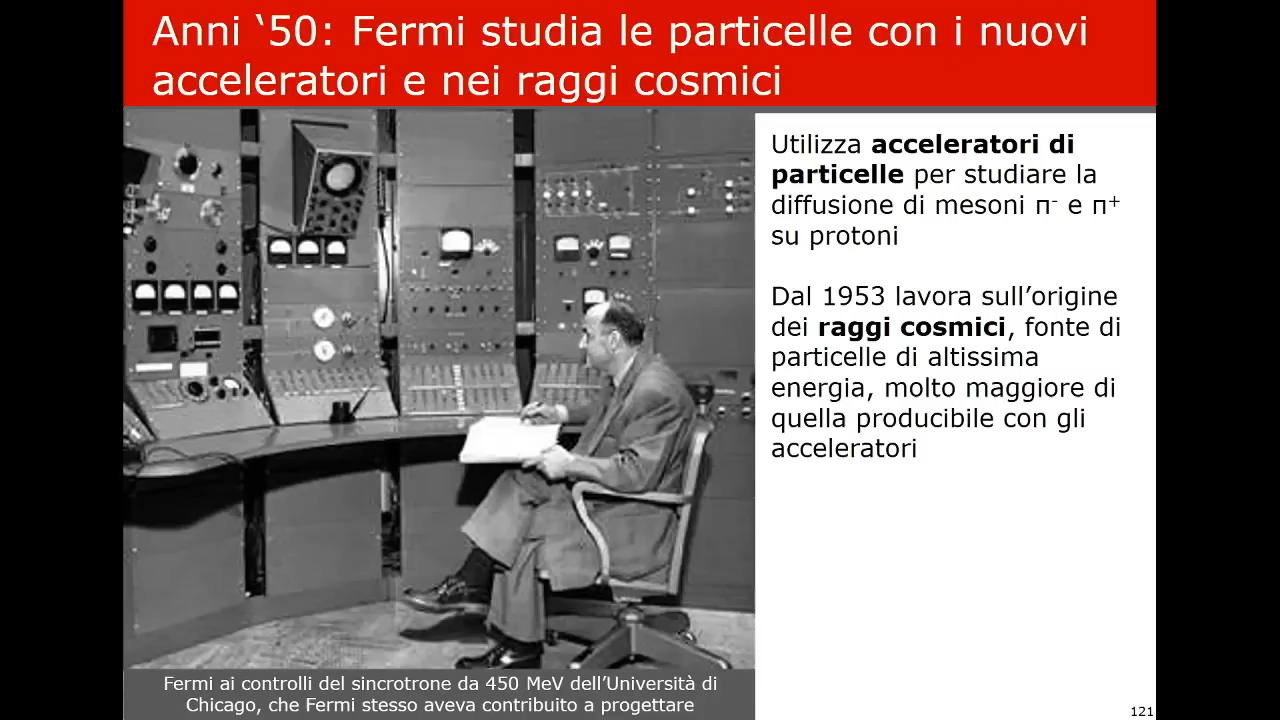 Anni ‘50: Fermi studia le particelle con i nuovi
acceleratori e nei raggi cosmici
Utilizza acceleratori di
particelle per studiare la
diffusione di mesoni π- e π+
su protoni
Dal 1953 lavora sull’origine
dei raggi cosmici, fonte di
particelle di altissima
energia, molto maggiore di
quella producibile con gli
acceleratori
Fermi ai controlli del sincrotrone da 450 MeV dell’Università di
Chicago, che Fermi stesso aveva contribuito a progettare
121